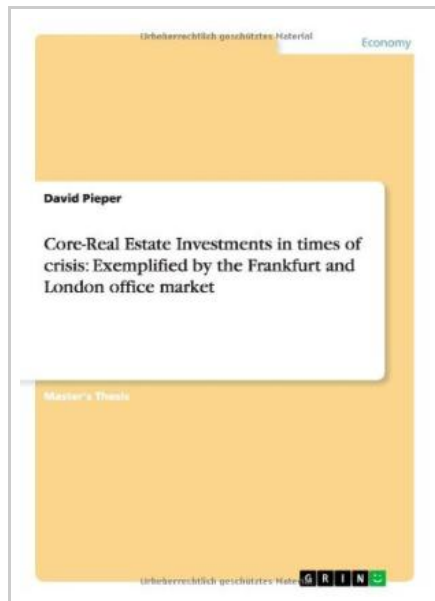 Urheberrechtlich geschütztes Material
Economy
David Pieper
Core-Real Estate Investments in times of
crisis: Exemplified by the Frankfurt and
London office market
Master's Thesis
Urheberrechtlich geschütztes Mater
GRIN